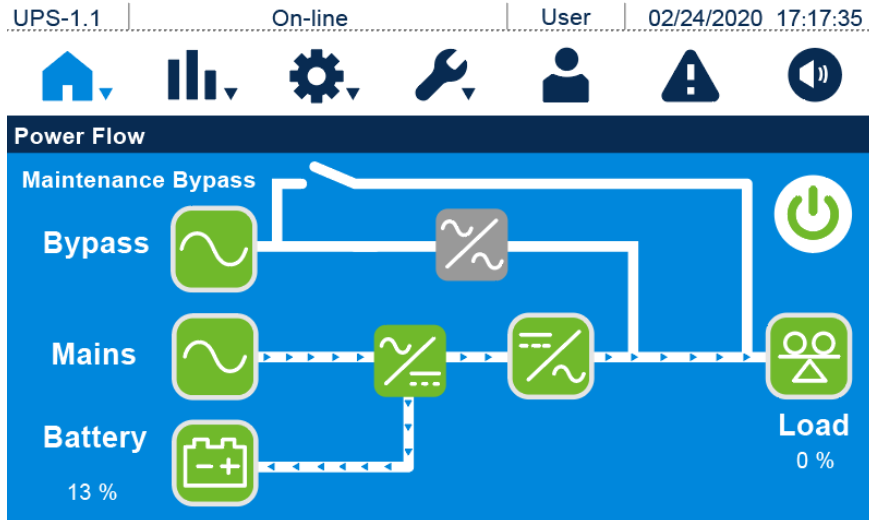 UPS-1.1 On-line User 02/24/2020 17:17:35
Power Flow
Maintenance Bypass
Bypass
Mains
Battery
13 %
Load
0 %